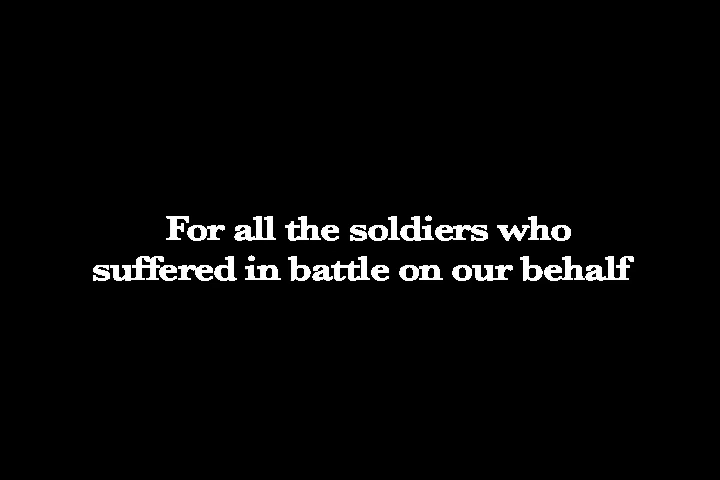 For all the soldiers who
suffered in battle on our behalf